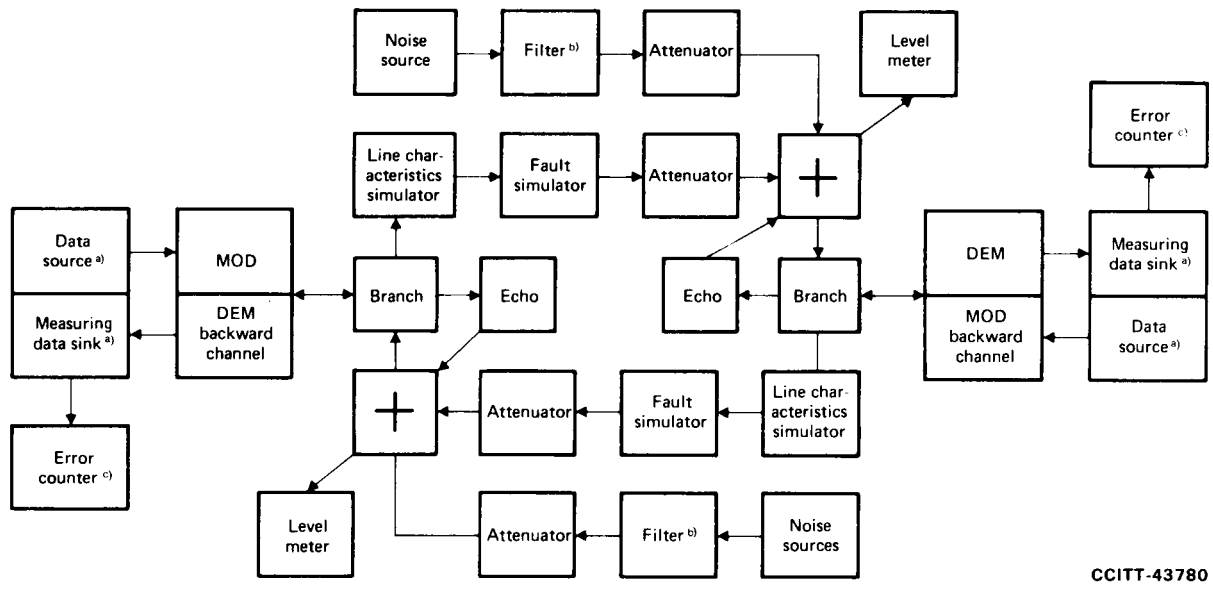 Noise
source
Filter b)
Attenuator
Level
meter
Error
counter c)
Line char-
acteristics
simulator
Fault
simulator
Attenuator
+
Data
source a)
MOD
DEM
Measuring
data sink a)
Branch
Echo
Echo
Branch
Measuring
data sink a)
DEM
backward
channel
MOD
backward
channel
Data
source a)
+
Attenuator
Fault
simulator
Line char-
acteristics
simulator
Error
counter c)
Level
meter
Attenuator
Filter b)
Noise
sources
CCITT-43780